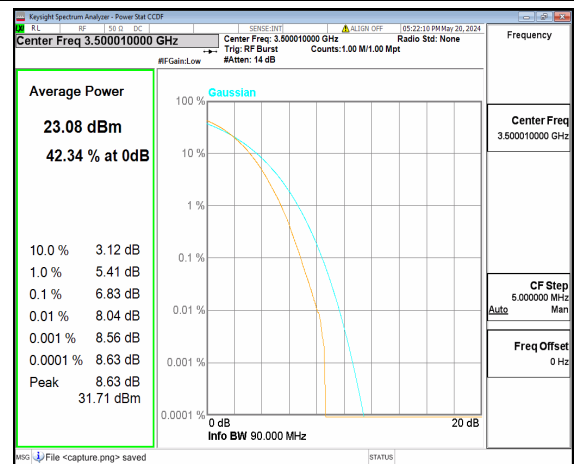 Keysight Spectrum Analyzer - Power Stat CCDF
RL RF 50 Ω DC SENSE:INT ALIGN OFF 05:22:10 PM May 20, 2024
Center Freq 3.500010000 GHz
Center Freq: 3.500010000 GHz Radio Std: None
Trig: RF Burst Counts:1.00 M/1.00 Mpt
#IFGain:Low #Atten: 14 dB
Frequency
Average Power
23.08 dBm
42.34 % at 0dB
10.0 % 3.12 dB
1.0 % 5.41 dB
0.1 % 6.83 dB
0.01 % 8.04 dB
0.001 % 8.56 dB
0.0001 % 8.63 dB
Peak 8.63 dB
31.71 dBm
Gaussian
100 %
10 %
1 %
0.1 %
0.01 %
0.001 %
0.0001 %
0 dB 20 dB
Info BW 90.000 MHz
Center Freq
3.500010000 GHz
CF Step
5.000000 MHz
Auto Man
Freq Offset
0 Hz
MSG File <capture.png> saved STATUS